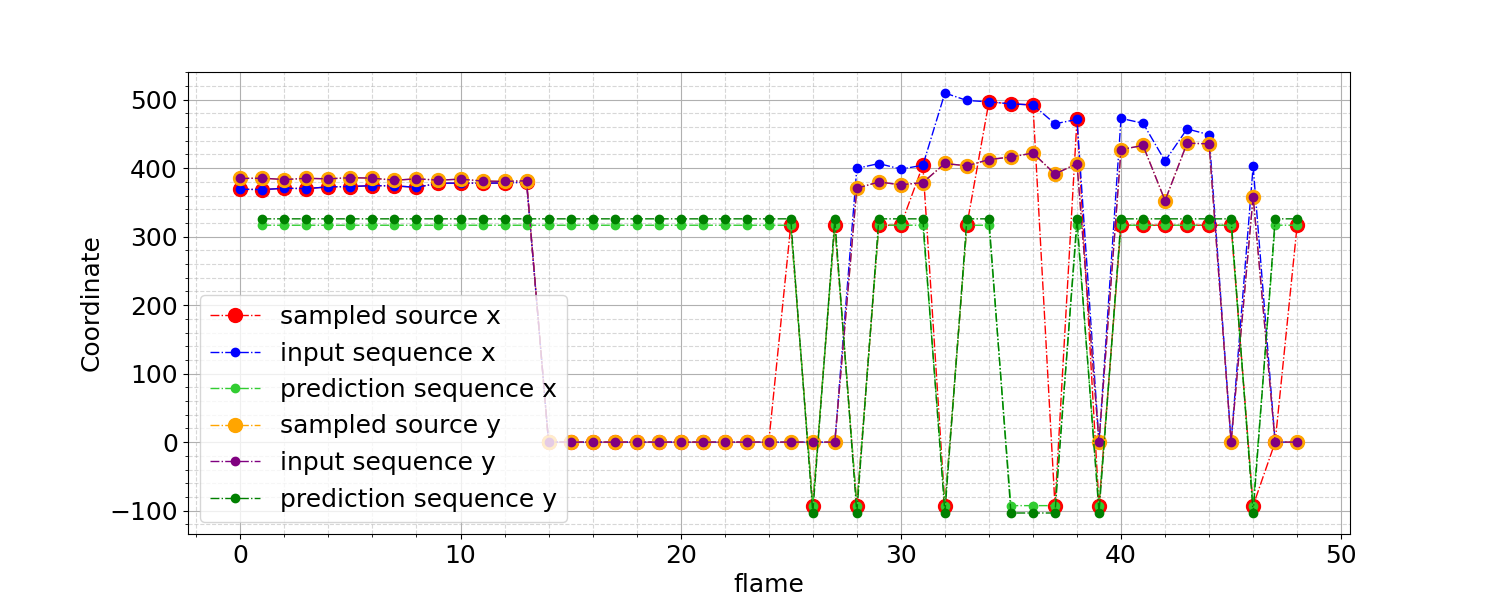 500
400
300
200
100
0
−100
Coordinate
sampled source x
input sequence x
prediction sequence x
sampled source y
input sequence y
prediction sequence y
0 10 20 30 40 50
flame